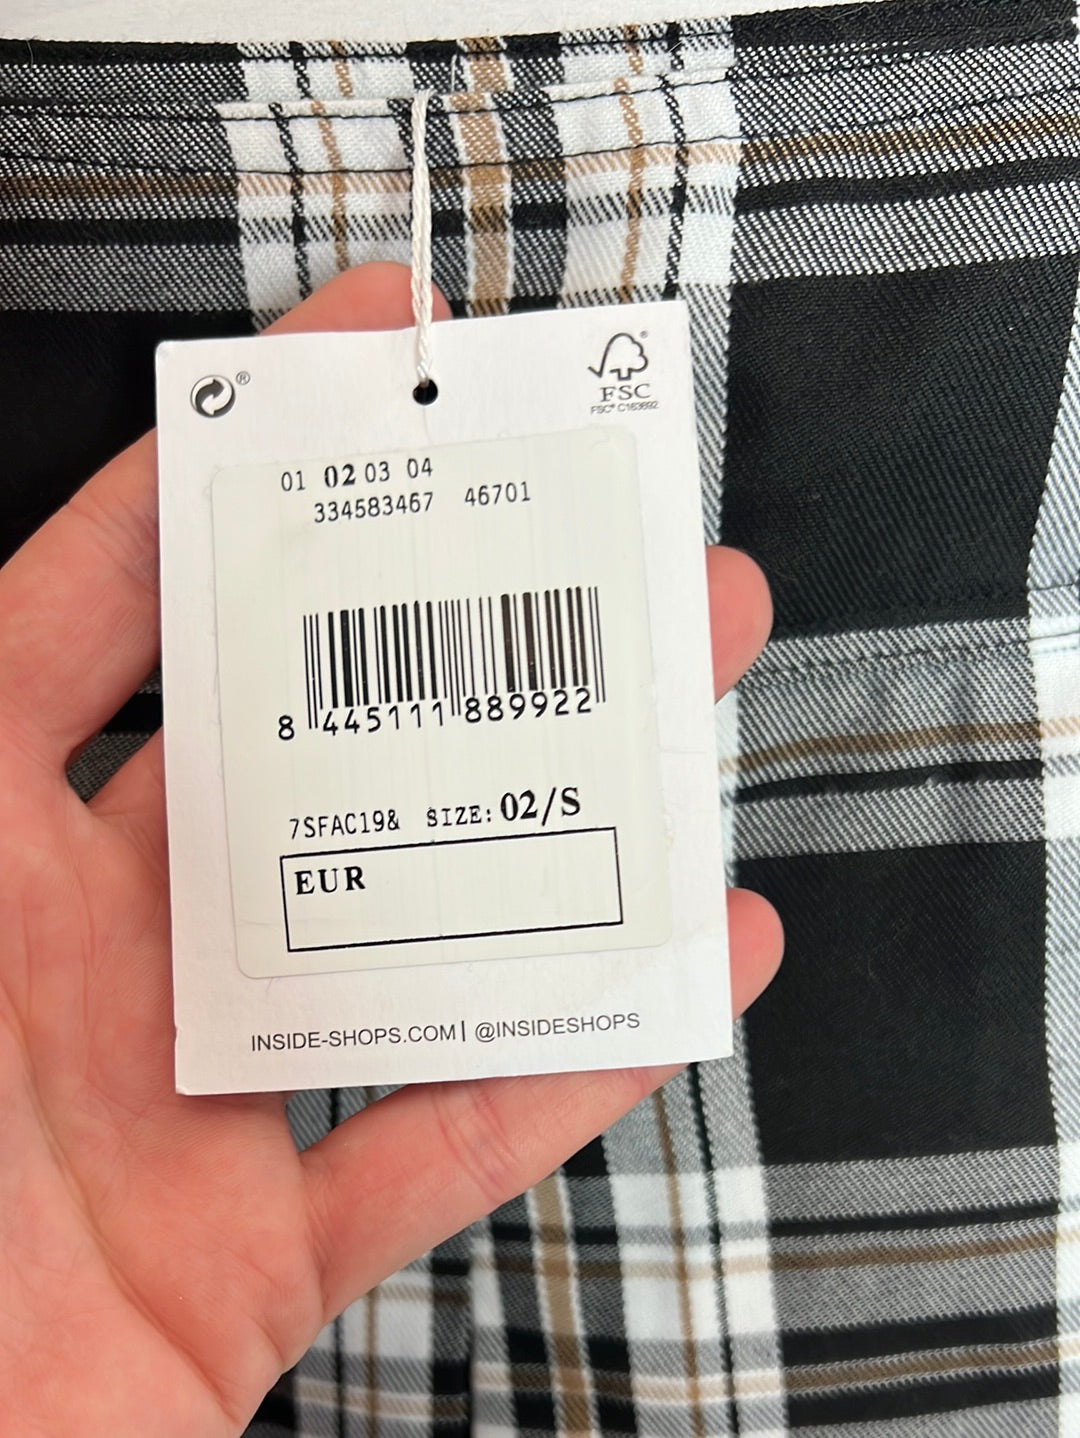 ®
®
FSC
FSC® C163692
01 02 03 04
334583467 46701
8 445111 889922
7SFAC19& SIZE: 02/S
EUR
INSIDE-SHOPS.COM | @INSIDESHOPS